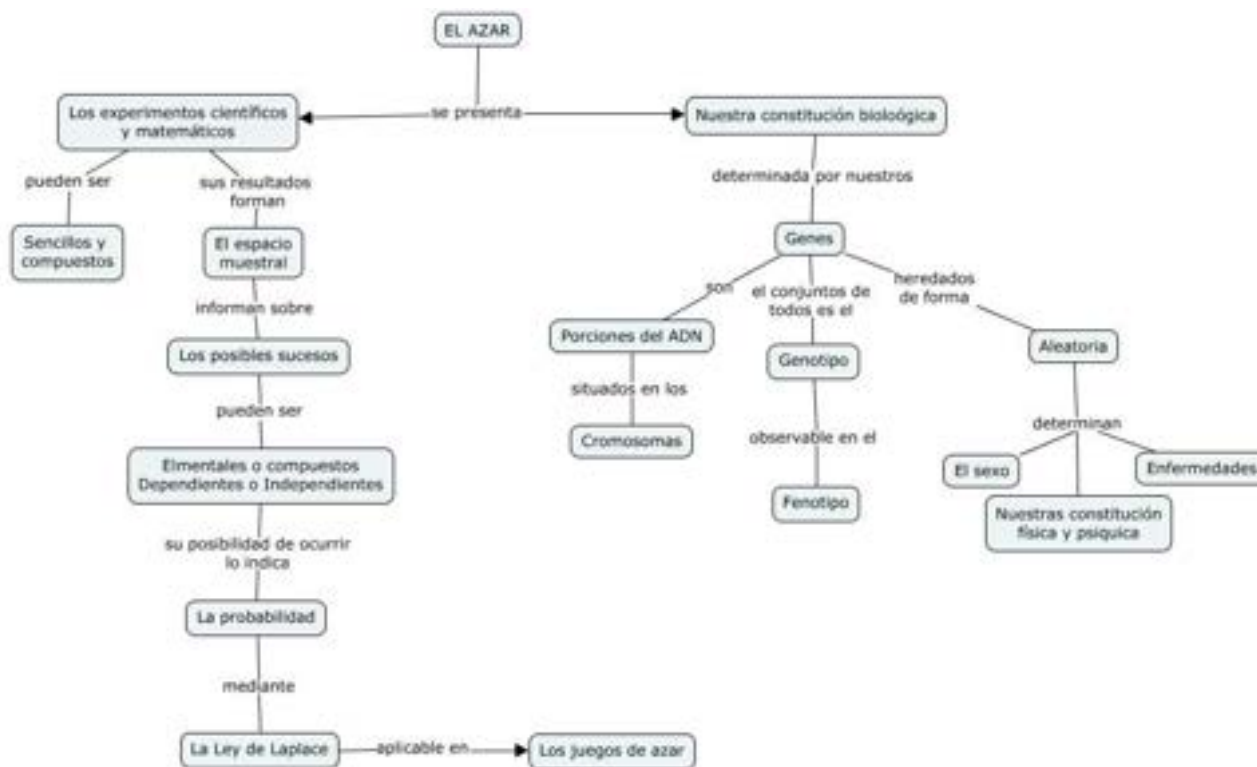 EL AZAR
se presenta
Los experimentos científicos
y matemáticos
pueden ser
Sencillos y
compuestos
sus resultados
forman
El espacio
muestral
informan sobre
Los posibles sucesos
pueden ser
Elmentales o compuestos
Dependientes o Independientes
su posibilidad de ocurrir
lo indica
La probabilidad
mediante
La Ley de Laplace
aplicable en
Los juegos de azar
Nuestra constitución bioloógica
determinada por nuestros
Genes
son
Porciones del ADN
situados en los
Cromosomas
el conjuntos de
todos es el
Genotipo
observable en el
Fenotipo
heredados
de forma
Aleatoria
determinan
El sexo
Nuestras constitución
física y psiquica
Enfermedades